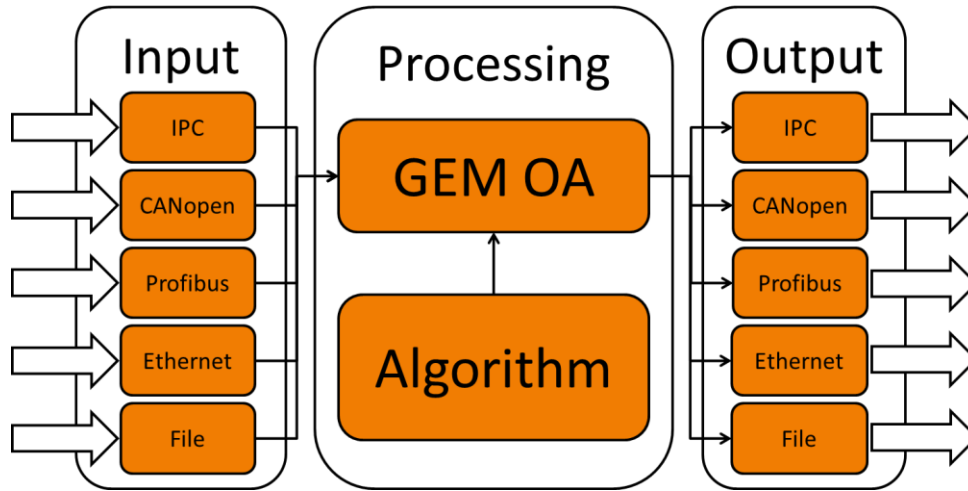 Input
IPC
CANopen
Profibus
Ethernet
File
Processing
GEM OA
Algorithm
Output
IPC
CANopen
Profibus
Ethernet
File